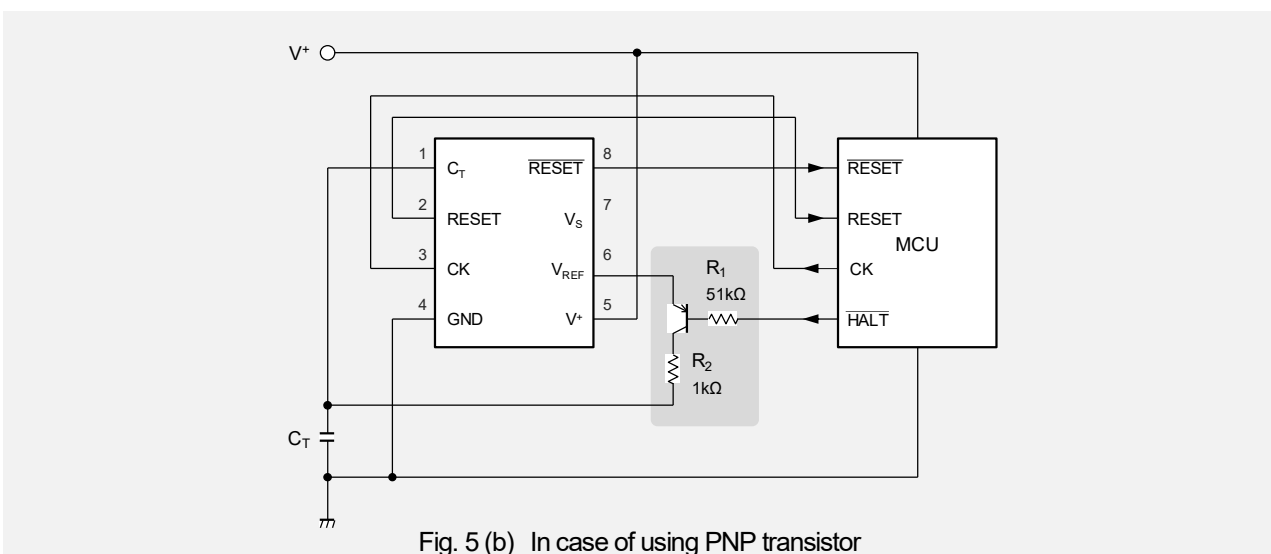 V⁺
1
C_T
RESET
8
RESET
2
RESET
V_S
7
RESET
MCU
3
CK
V_REF
6
R₁
51kΩ
CK
4
GND
V⁺
5
HALT
R₂
1kΩ
C_T
Fig. 5 (b) In case of using PNP transistor